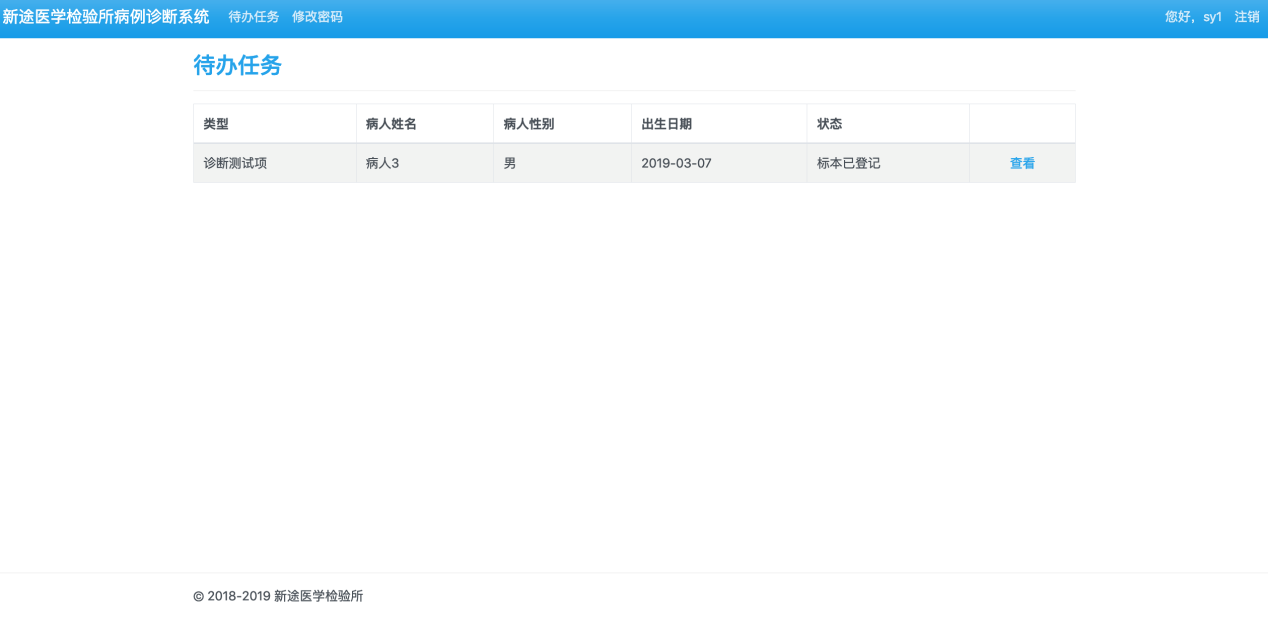 新途医学检验所病例诊断系统 待办任务 修改密码 您好，sy1 注销
待办任务
类型 病人姓名 病人性别 出生日期 状态
诊断测试项 病人3 男 2019-03-07 标本已登记 查看
© 2018-2019 新途医学检验所